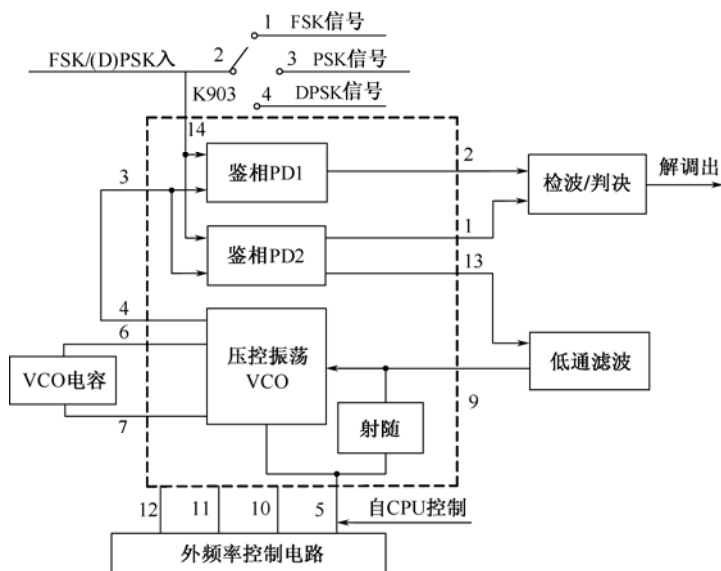 1 FSK信号
FSK/(D)PSK入
2
3 PSK信号
K903
4 DPSK信号
14
鉴相PD1
2
检波/判决
解调出
3
鉴相PD2
1
13
4
6
压控振荡
VCO
低通滤波
VCO电容
7
射随
9
12
11
10
5
自CPU控制
外频率控制电路